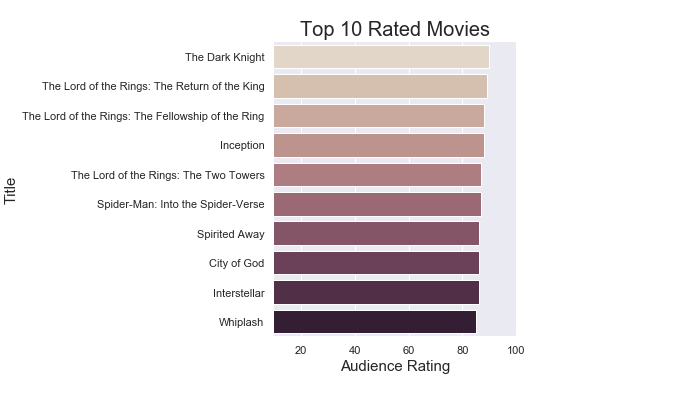 Top 10 Rated Movies
The Dark Knight
The Lord of the Rings: The Return of the King
The Lord of the Rings: The Fellowship of the Ring
Inception
The Lord of the Rings: The Two Towers
Spider-Man: Into the Spider-Verse
Spirited Away
City of God
Interstellar
Whiplash
Title
20 40 60 80 100
Audience Rating